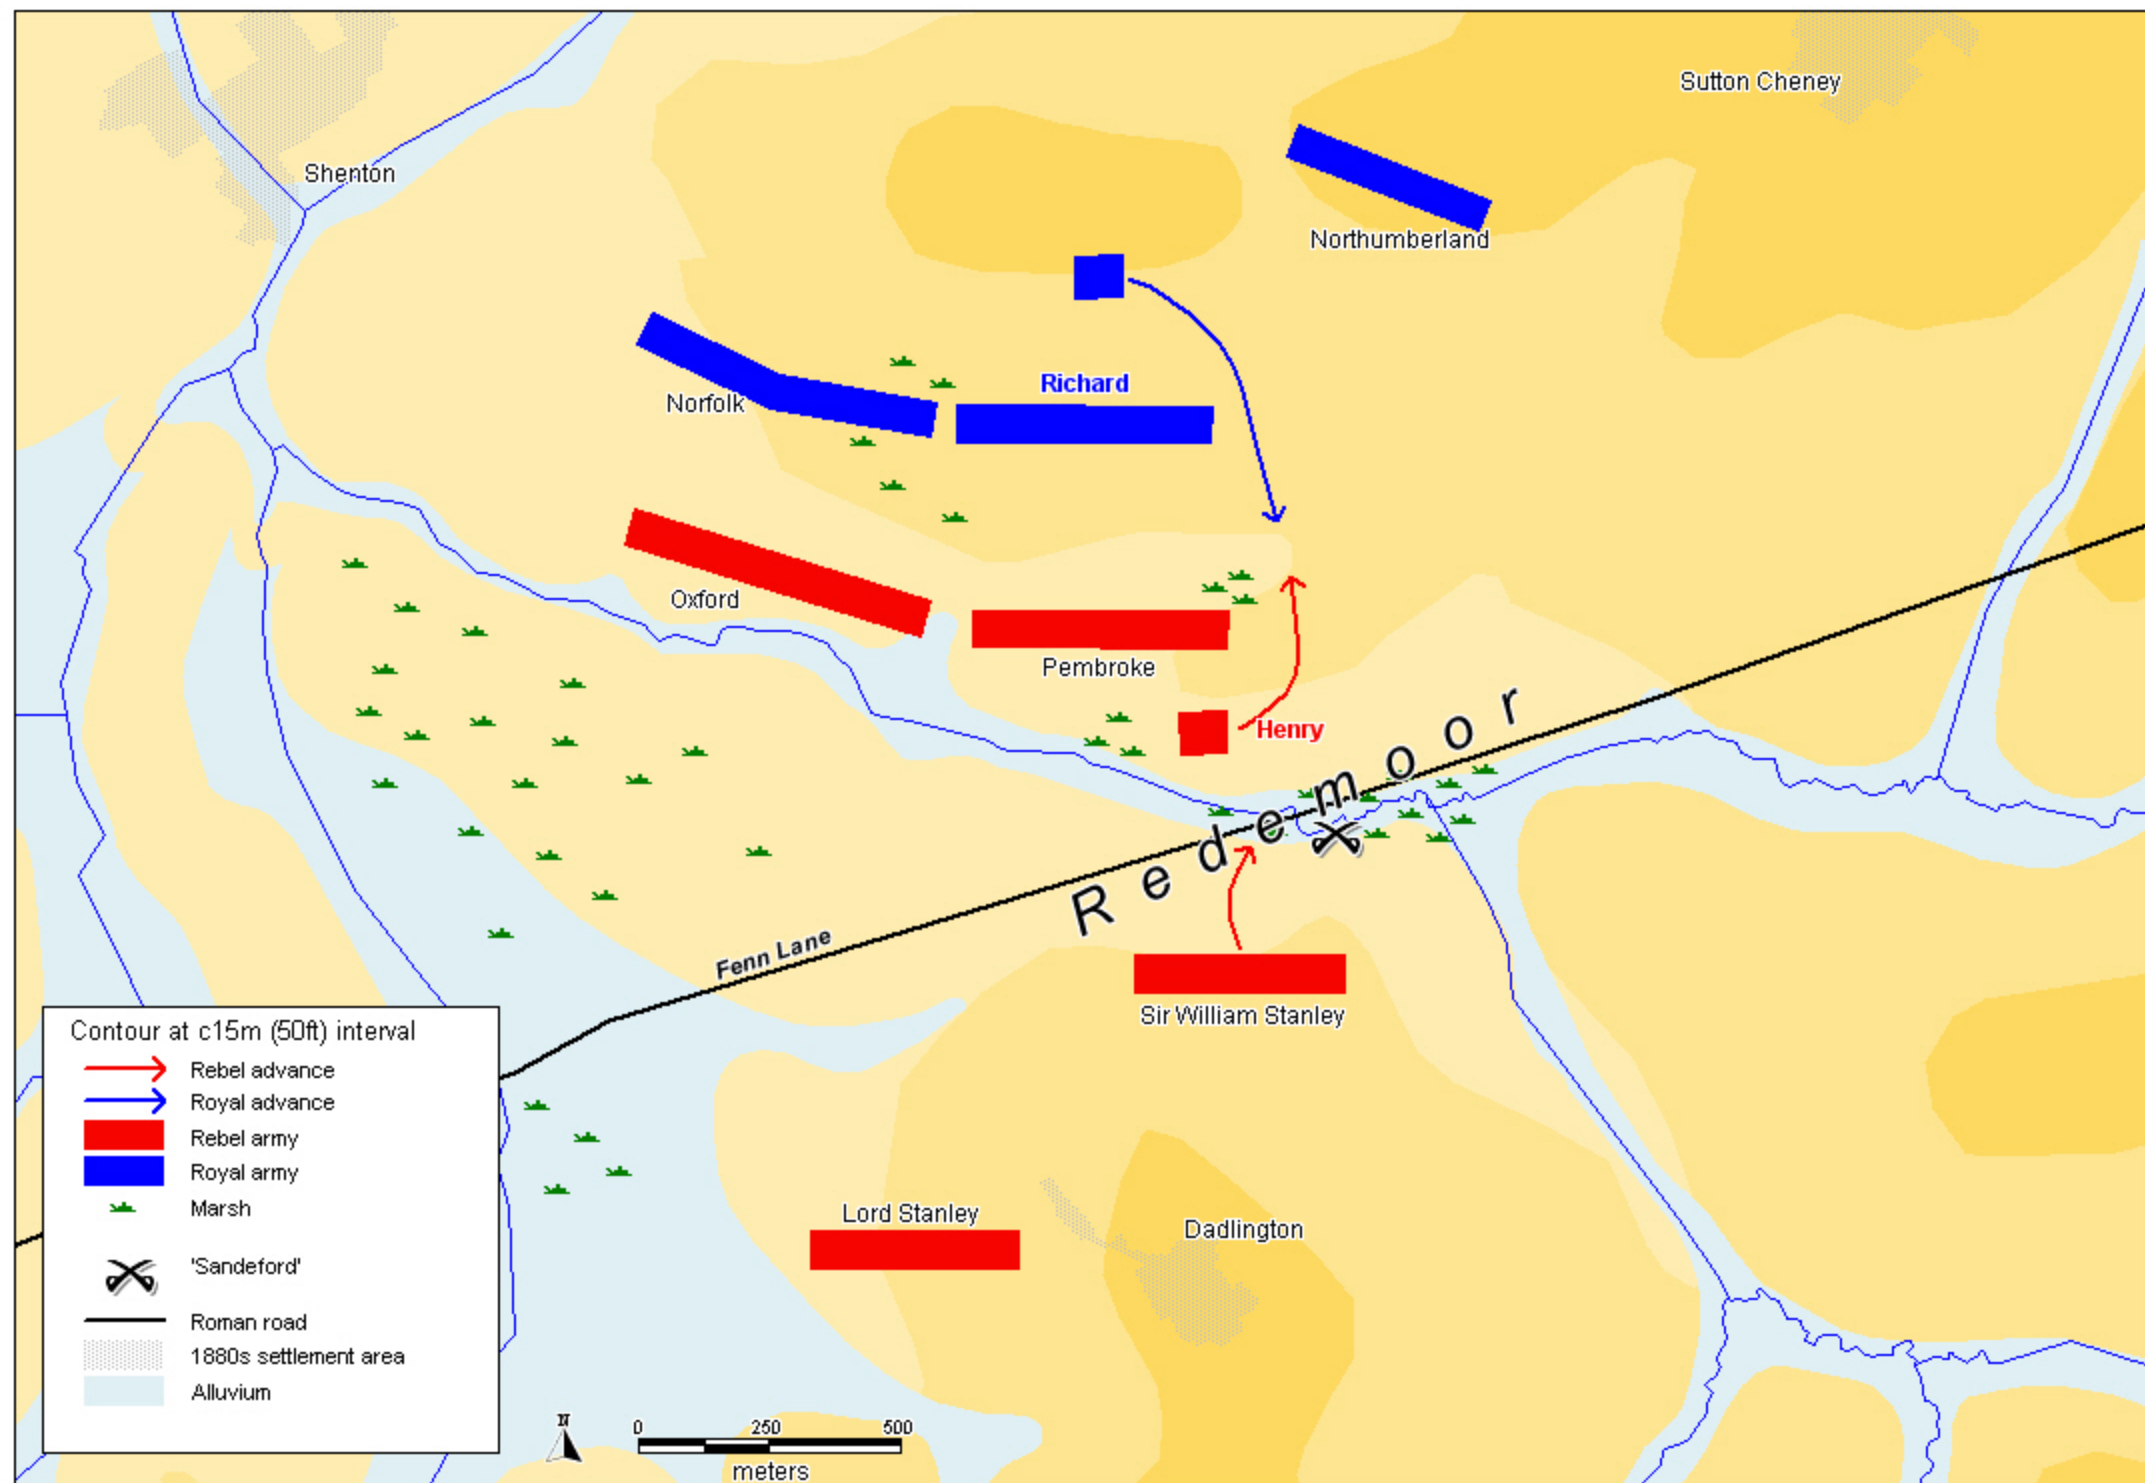 Sutton Cheney
Shenton
Northumberland
Richard
Norfolk
Oxford
Pembroke
Henry
Redemoor
Fenn Lane
Sir William Stanley
Lord Stanley
Dadlington
Contour at c15m (50ft) interval
Rebel advance
Royal advance
Rebel army
Royal army
Marsh
'Sandeford'
Roman road
1880s settlement area
Alluvium
N
0 250 500
meters